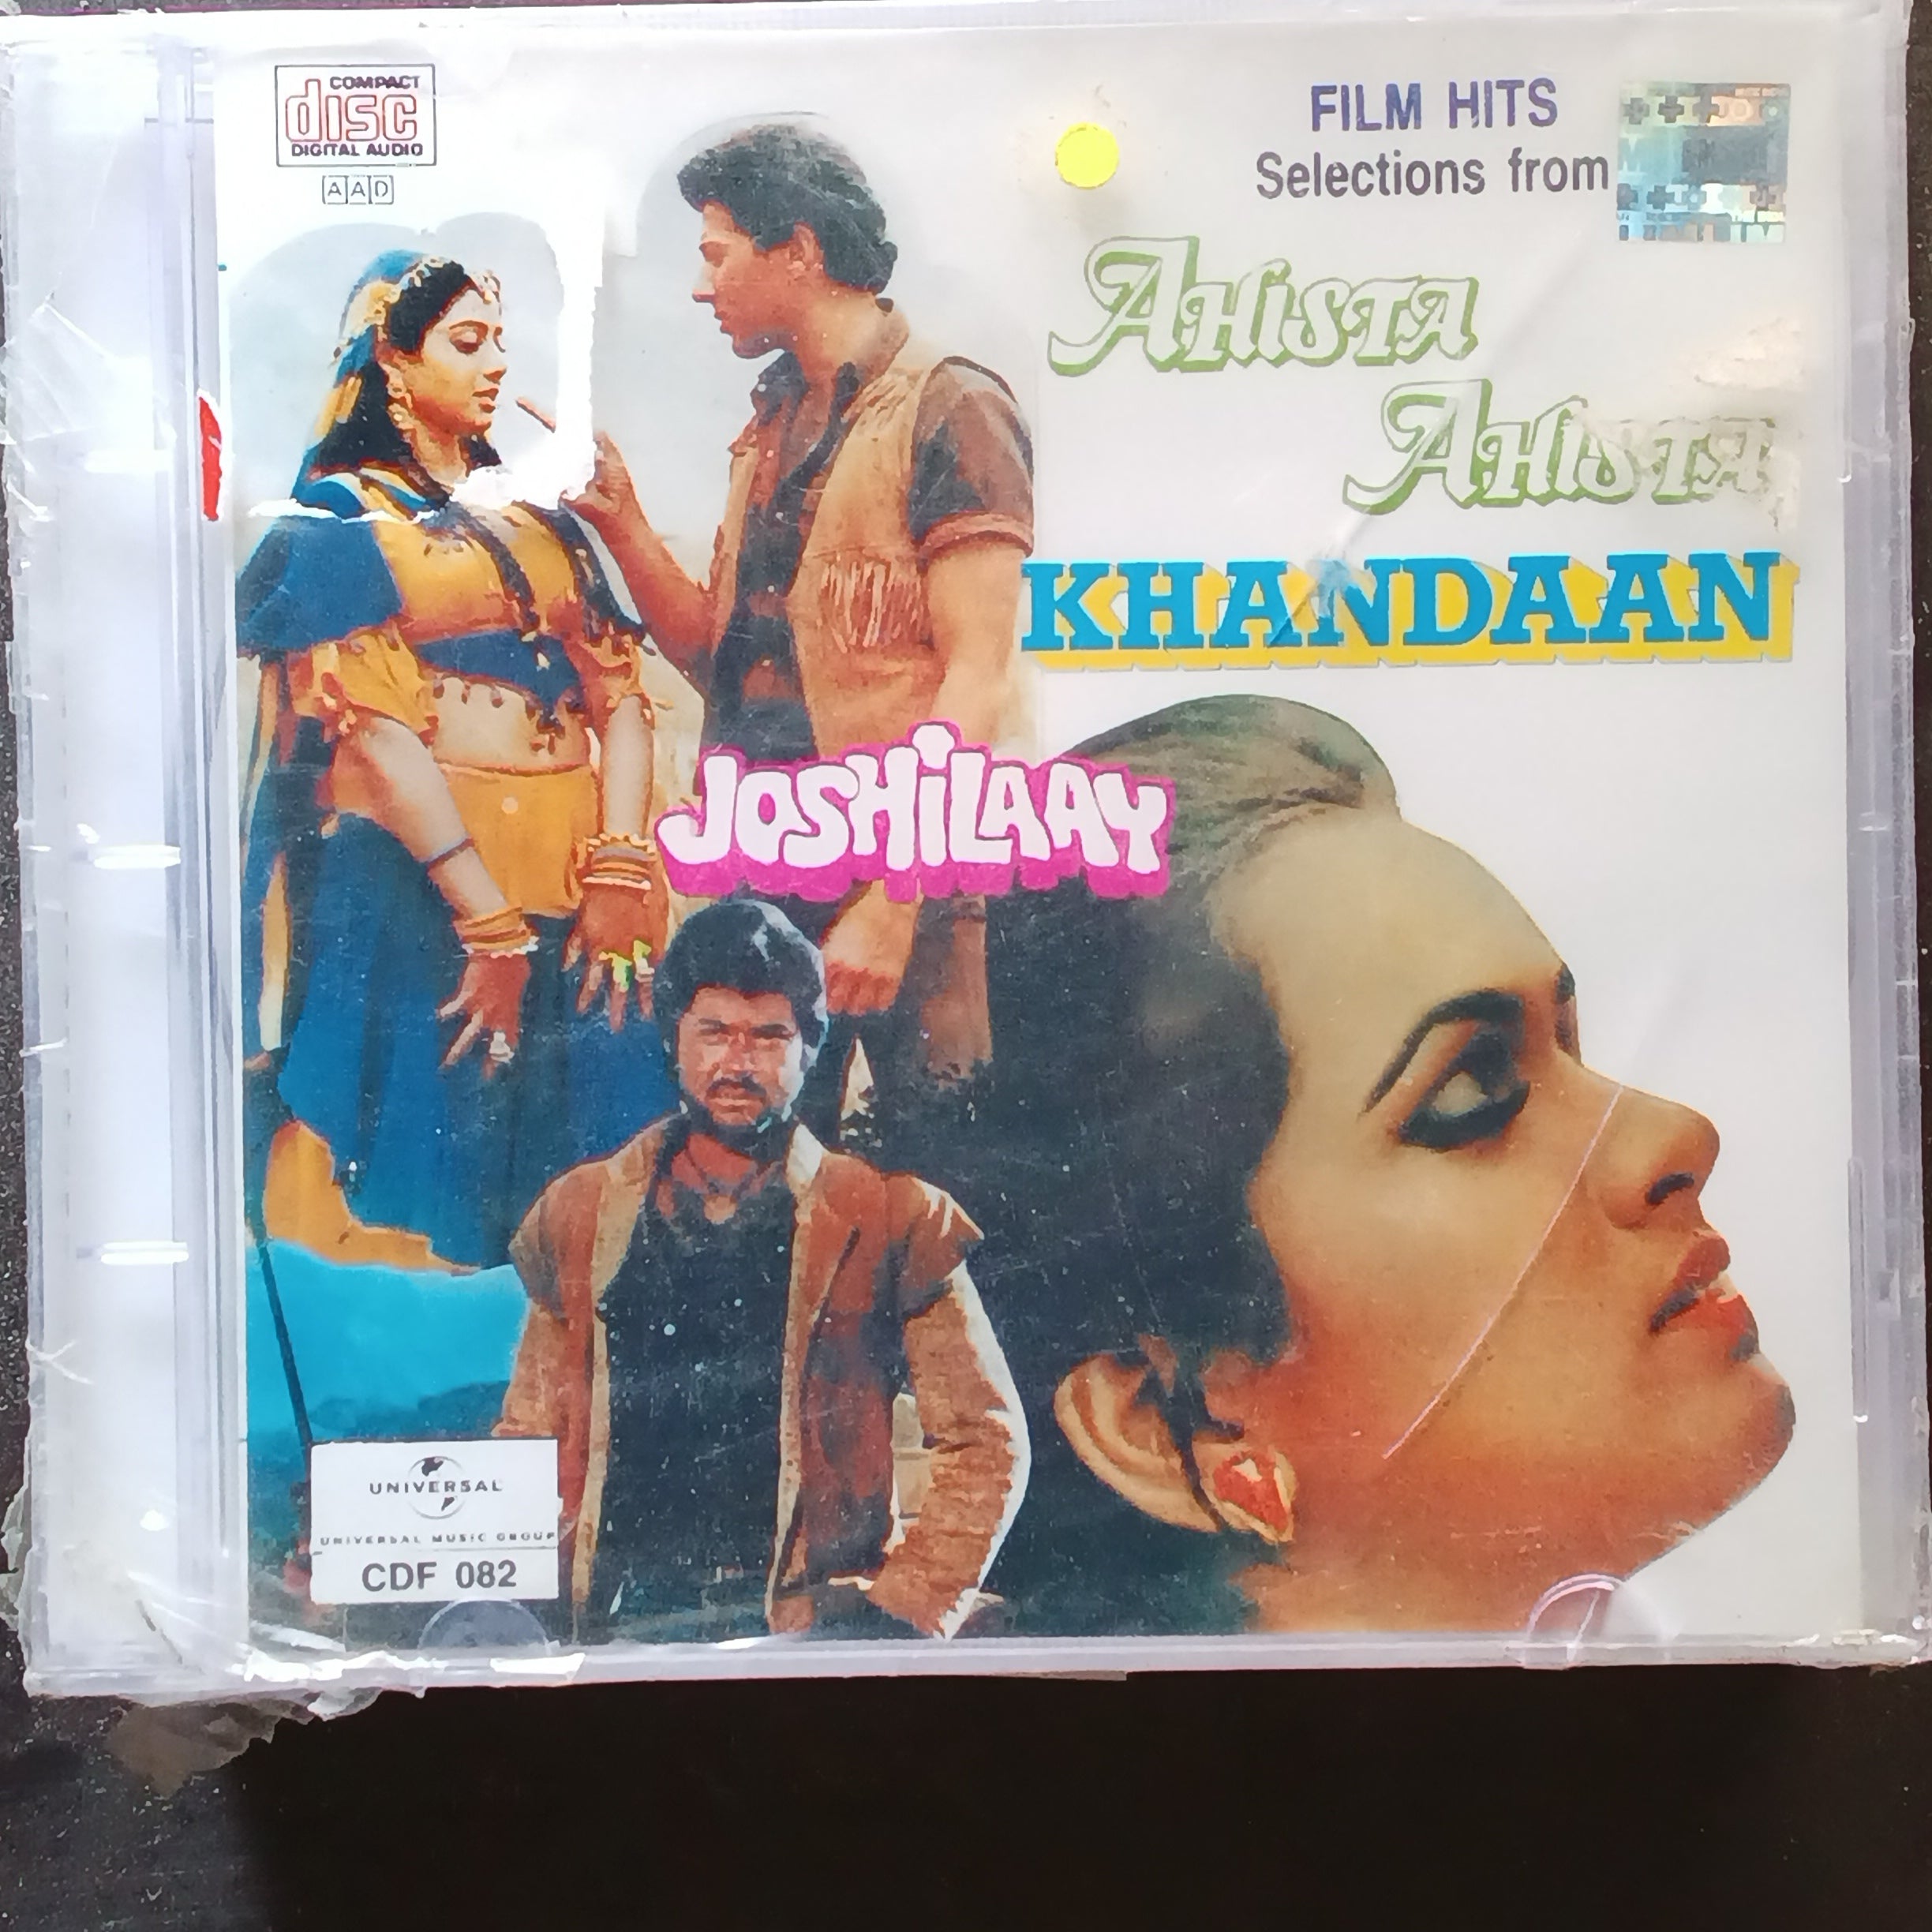 COMPACT
disc
DIGITAL AUDIO
AAD
FILM HITS
Selections from
AHiSTA
AHiSTA
KHANDAAN
JOSHiLAAY
UNIVERSAL
UNIVERSAL MUSIC GROUP
CDF 082